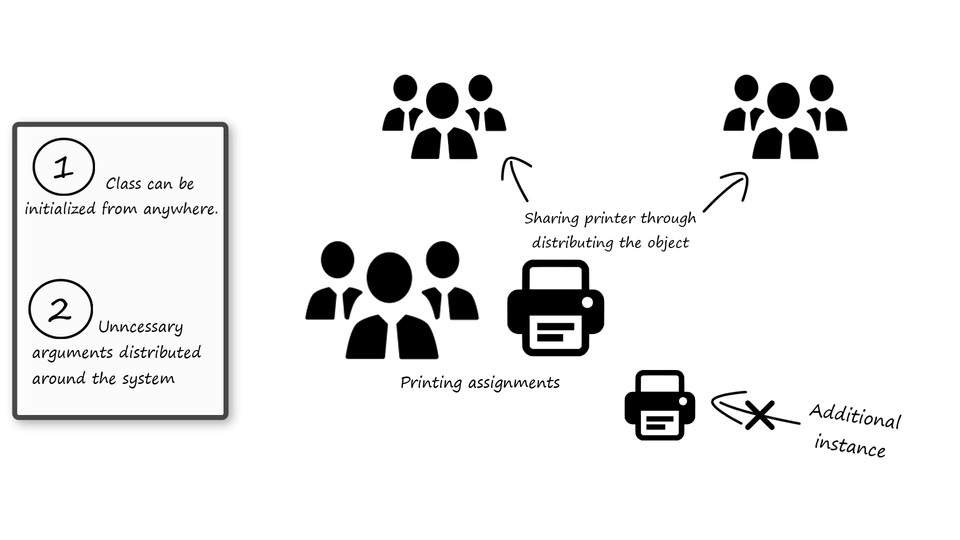 1
Class can be
initialized from anywhere.
2
Unncessary
arguments distributed
around the system
Sharing printer through
distributing the object
Printing assignments
Additional
instance